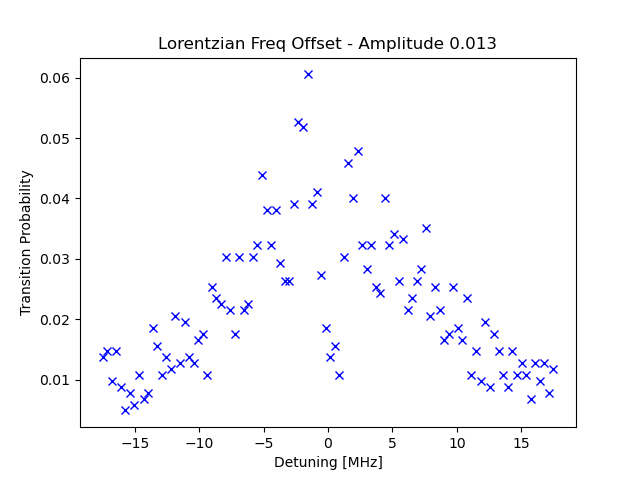 Lorentzian Freq Offset - Amplitude 0.013
Transition Probability
0.06
0.05
0.04
0.03
0.02
0.01
−15 −10 −5 0 5 10 15
Detuning [MHz]